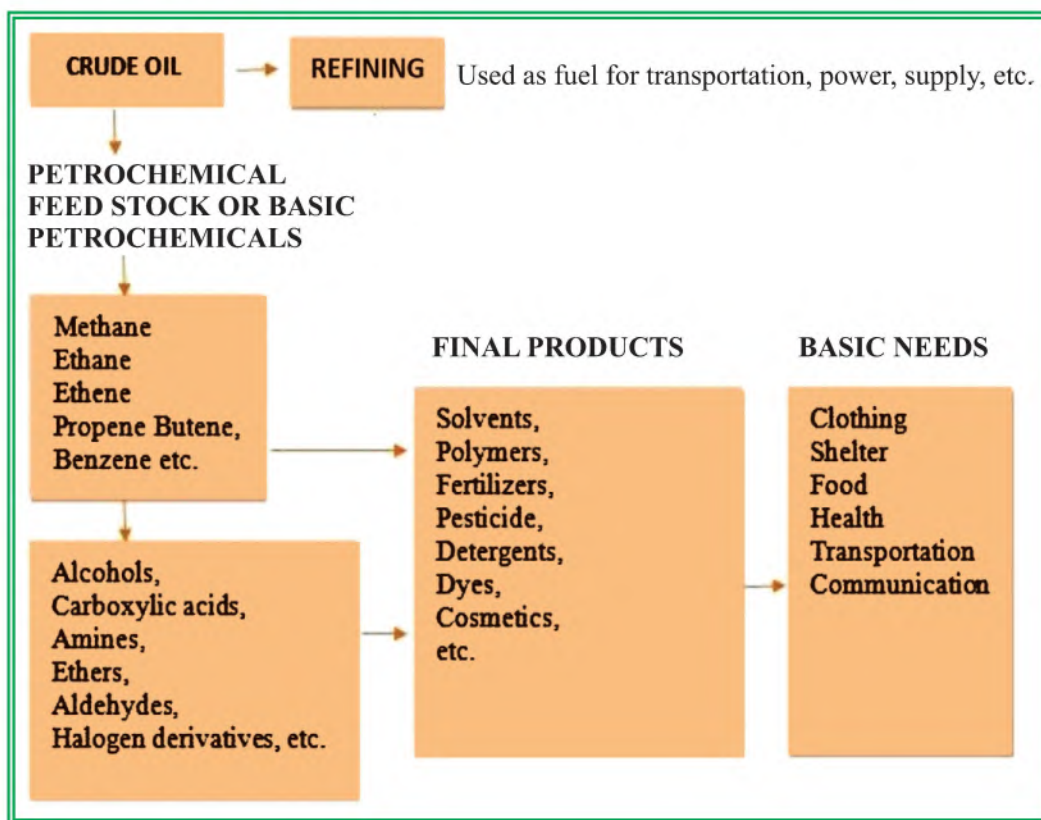 CRUDE OIL
REFINING
Used as fuel for transportation, power, supply, etc.
PETROCHEMICAL
FEED STOCK OR BASIC
PETROCHEMICALS
Methane
Ethane
Ethene
Propene Butene,
Benzene etc.
Alcohols,
Carboxylic acids,
Amines,
Ethers,
Aldehydes,
Halogen derivatives, etc.
FINAL PRODUCTS
Solvents,
Polymers,
Fertilizers,
Pesticide,
Detergents,
Dyes,
Cosmetics,
etc.
BASIC NEEDS
Clothing
Shelter
Food
Health
Transportation
Communication